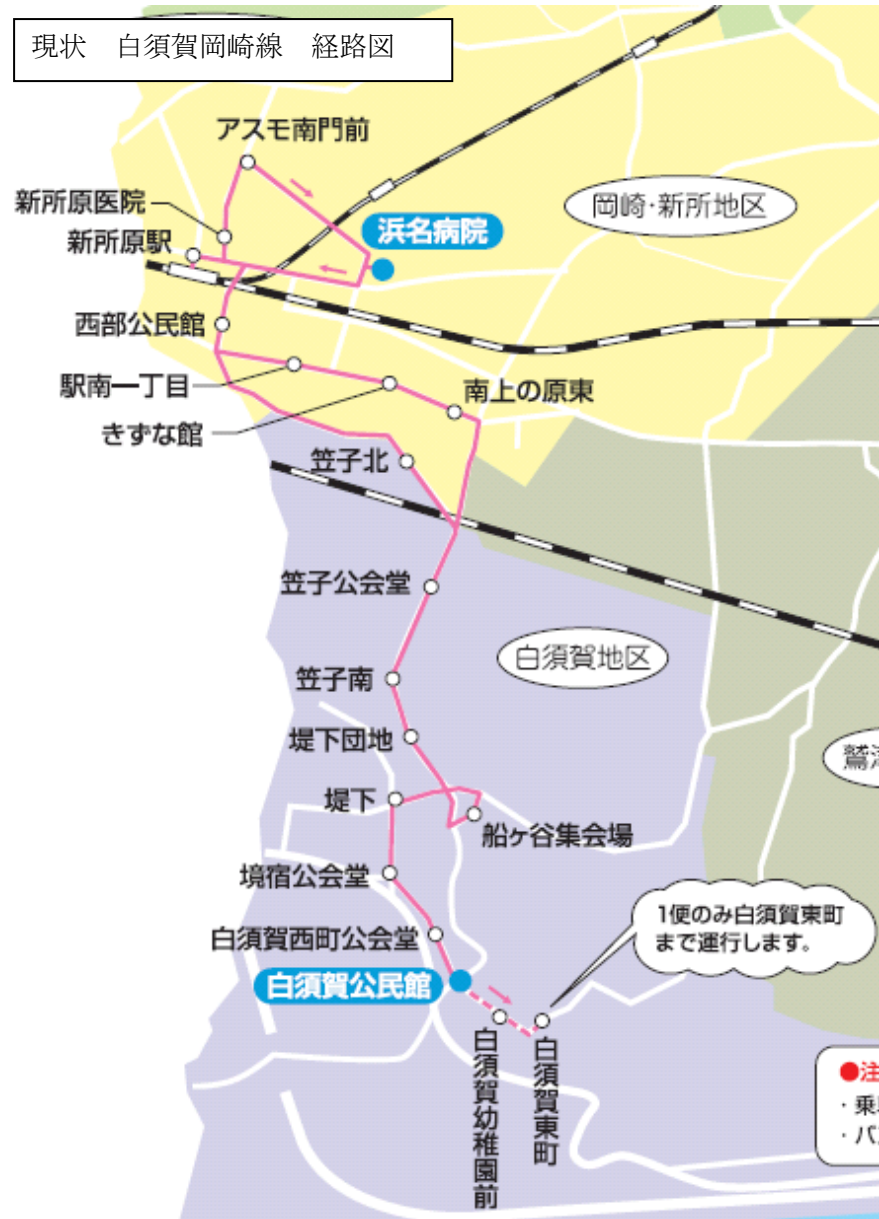 現状　白須賀岡崎線　経路図
アスモ南門前
新所原医院
岡崎・新所地区
浜名病院
新所原駅
西部公民館
駅南一丁目
南上の原東
きずな館
笠子北
笠子公会堂
白須賀地区
笠子南
堤下団地
鷲
堤下
船ヶ谷集会場
境宿公会堂
1便のみ白須賀東町
まで運行します。
白須賀西町公会堂
白須賀公民館
白須賀幼稚園前
白須賀東町
●注
・乗
・バ